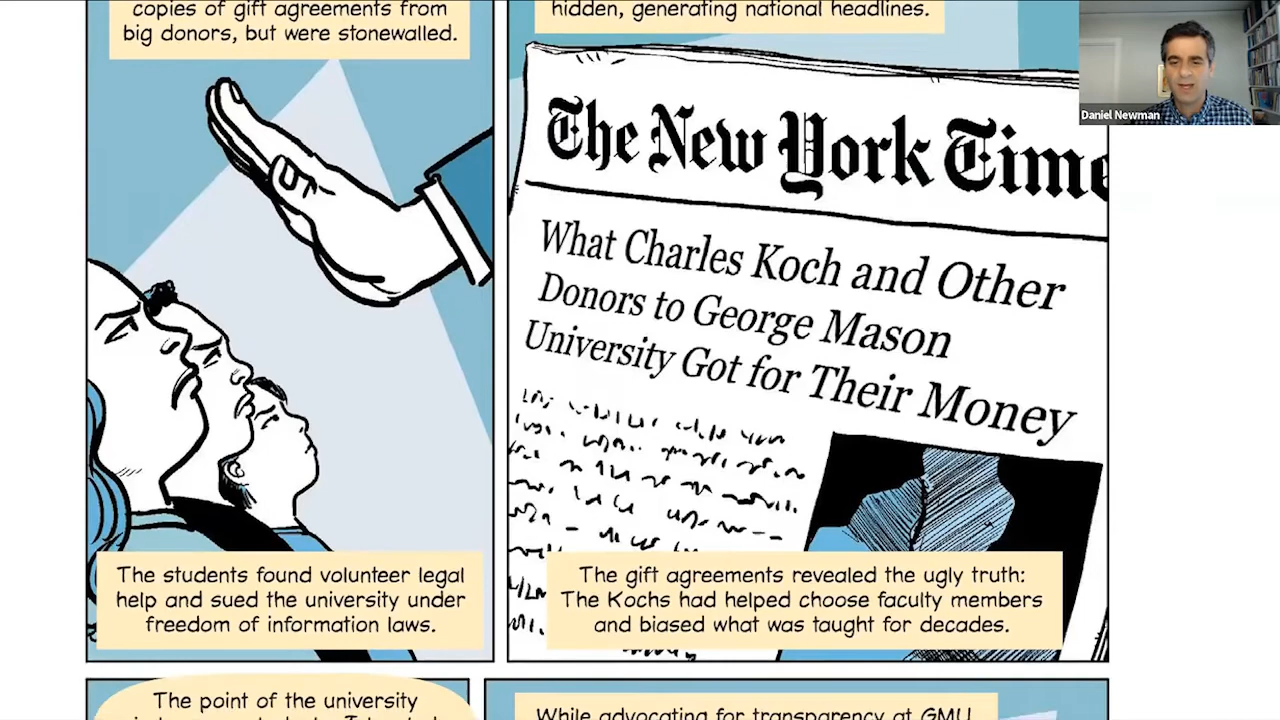 copies of gift agreements from
big donors, but were stonewalled.
hidden, generating national headlines.
Daniel Newman
The New York Time
What Charles Koch and Other
Donors to George Mason
University Got for Their Money
The students found volunteer legal
help and sued the university under
freedom of information laws.
The gift agreements revealed the ugly truth:
The Kochs had helped choose faculty members
and biased what was taught for decades.
The point of the university
While advocating for transparency at GMU